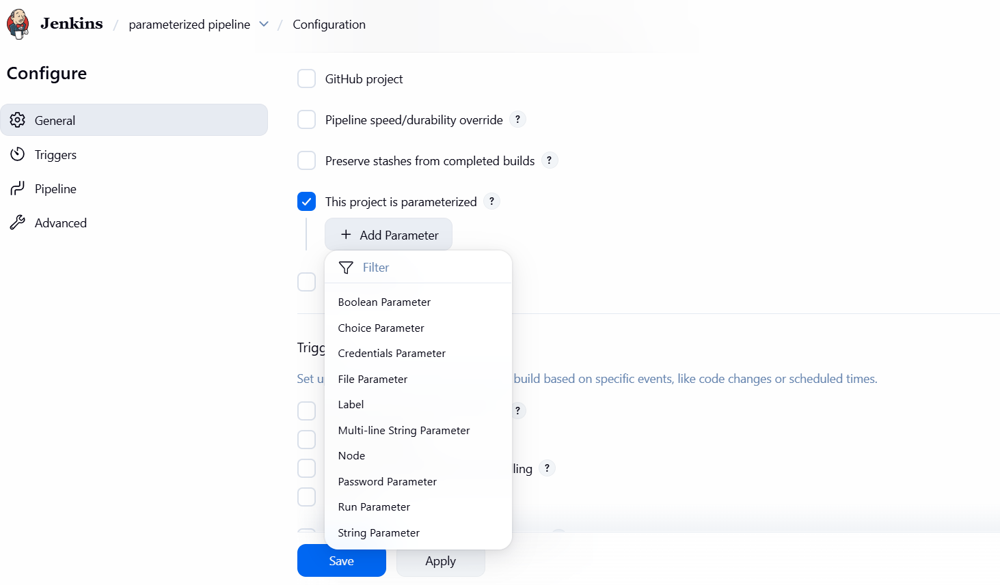 Jenkins / parameterized pipeline / Configuration
Configure
General
Triggers
Pipeline
Advanced
GitHub project
Pipeline speed/durability override ?
Preserve stashes from completed builds ?
This project is parameterized ?
+ Add Parameter
Filter
Boolean Parameter
Choice Parameter
Credentials Parameter
File Parameter
Label
Multi-line String Parameter
Node
Password Parameter
Run Parameter
String Parameter
Trigg
Set u
build based on specific events, like code changes or scheduled times.
?
lling ?
Save
Apply